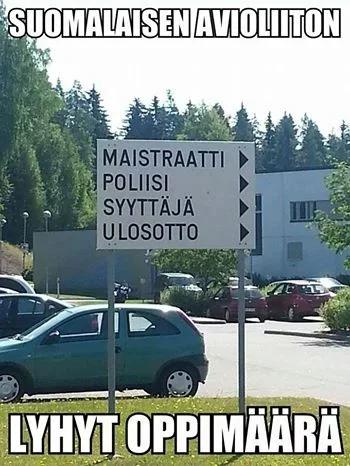 SUOMALAISEN AVIOLIITON
MAISTRAATTI
POLIISI
SYYTTÄJÄ
ULOSOTTO
LYHYT OPPIMÄÄRÄ